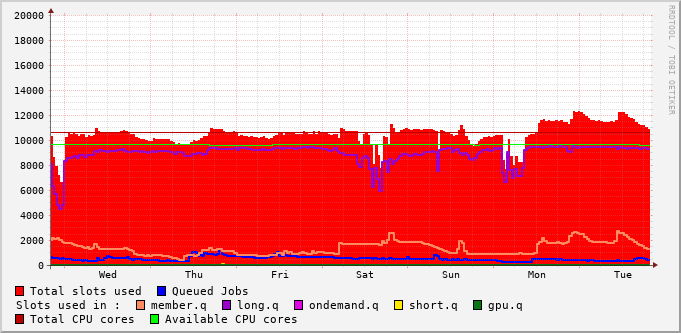 20000
18000
16000
14000
12000
10000
8000
6000
4000
2000
0
Wed Thu Fri Sat Sun Mon Tue
RRDTOOL / TOBI OETIKER
Total slots used Queued Jobs
Slots used in : member.q long.q ondemand.q short.q gpu.q
Total CPU cores Available CPU cores